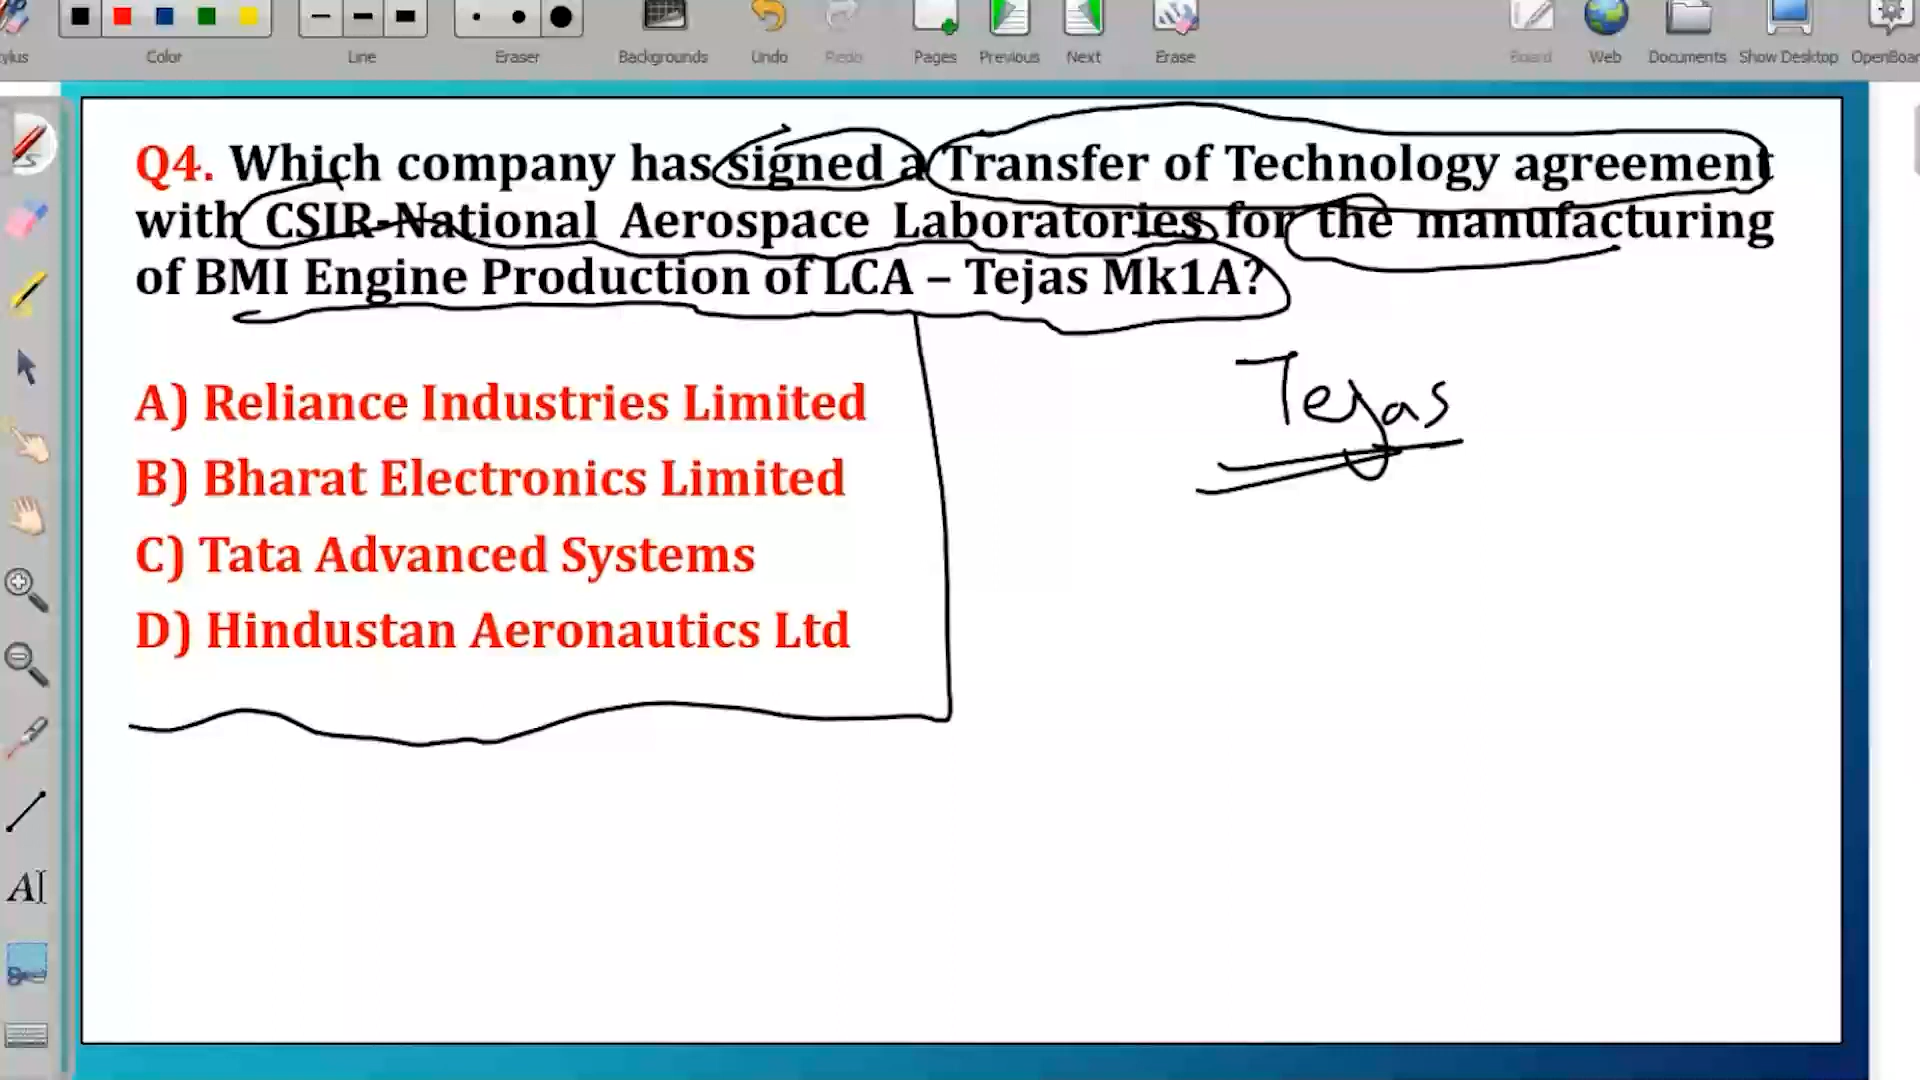 ylus
Color
Line
Eraser
Backgrounds
Undo
Redo
Pages
Previous
Next
Erase
Board
Web
Documents
Show Desktop
OpenBoar
Q4. Which company has signed a Transfer of Technology agreement
with CSIR-National Aerospace Laboratories for the manufacturing
of BMI Engine Production of LCA – Tejas Mk1A?
A) Reliance Industries Limited
B) Bharat Electronics Limited
C) Tata Advanced Systems
D) Hindustan Aeronautics Ltd
Tejas